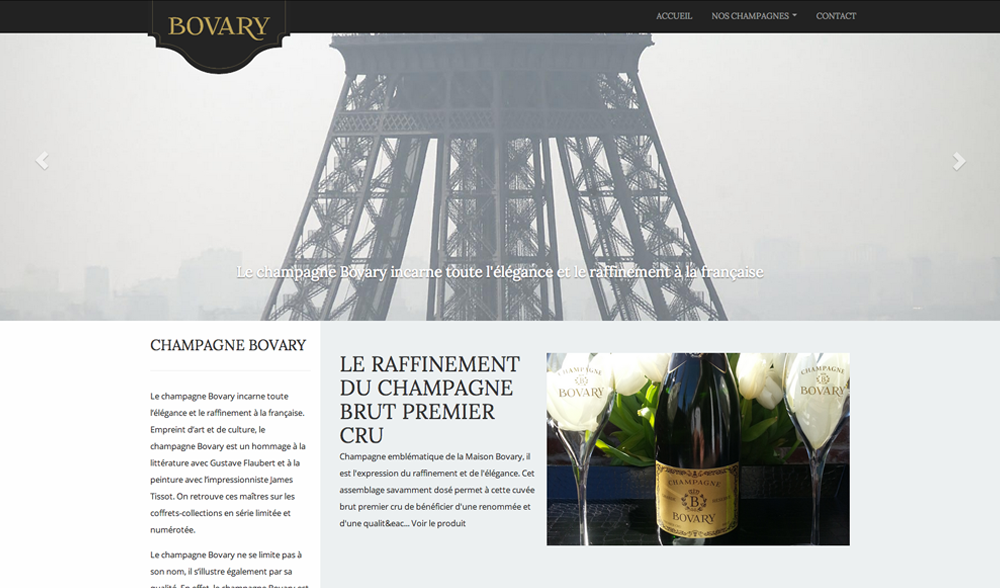 BOVARY
ACCUEIL NOS CHAMPAGNES CONTACT
Le champagne Bovary incarne toute l'élégance et le raffinement à la française
CHAMPAGNE BOVARY
Le champagne Bovary incarne toute
l'élégance et le raffinement à la française.
Empreint d'art et de culture, le
champagne Bovary est un hommage à la
littérature avec Gustave Flaubert et à la
peinture avec l'impressionniste James
Tissot. On retrouve ces maîtres sur les
coffrets-collections en série limitée et
numérotée.
Le champagne Bovary ne se limite pas à
son nom, il s'illustre également par sa
qualité. En effet, le champagne Bovary est
LE RAFFINEMENT
DU CHAMPAGNE
BRUT PREMIER
CRU
Champagne emblématique de la Maison Bovary, il
est l'expression du raffinement et de l'élégance. Cet
assemblage savamment dosé permet à cette cuvée
brut premier cru de bénéficier d'une renommée et
d'une qualit&eac... Voir le produit
CHAMPAGNE
B
BOVARY
CHAMPAGNE
B
BOVARY
CHAMPAGNE
B
BOVARY